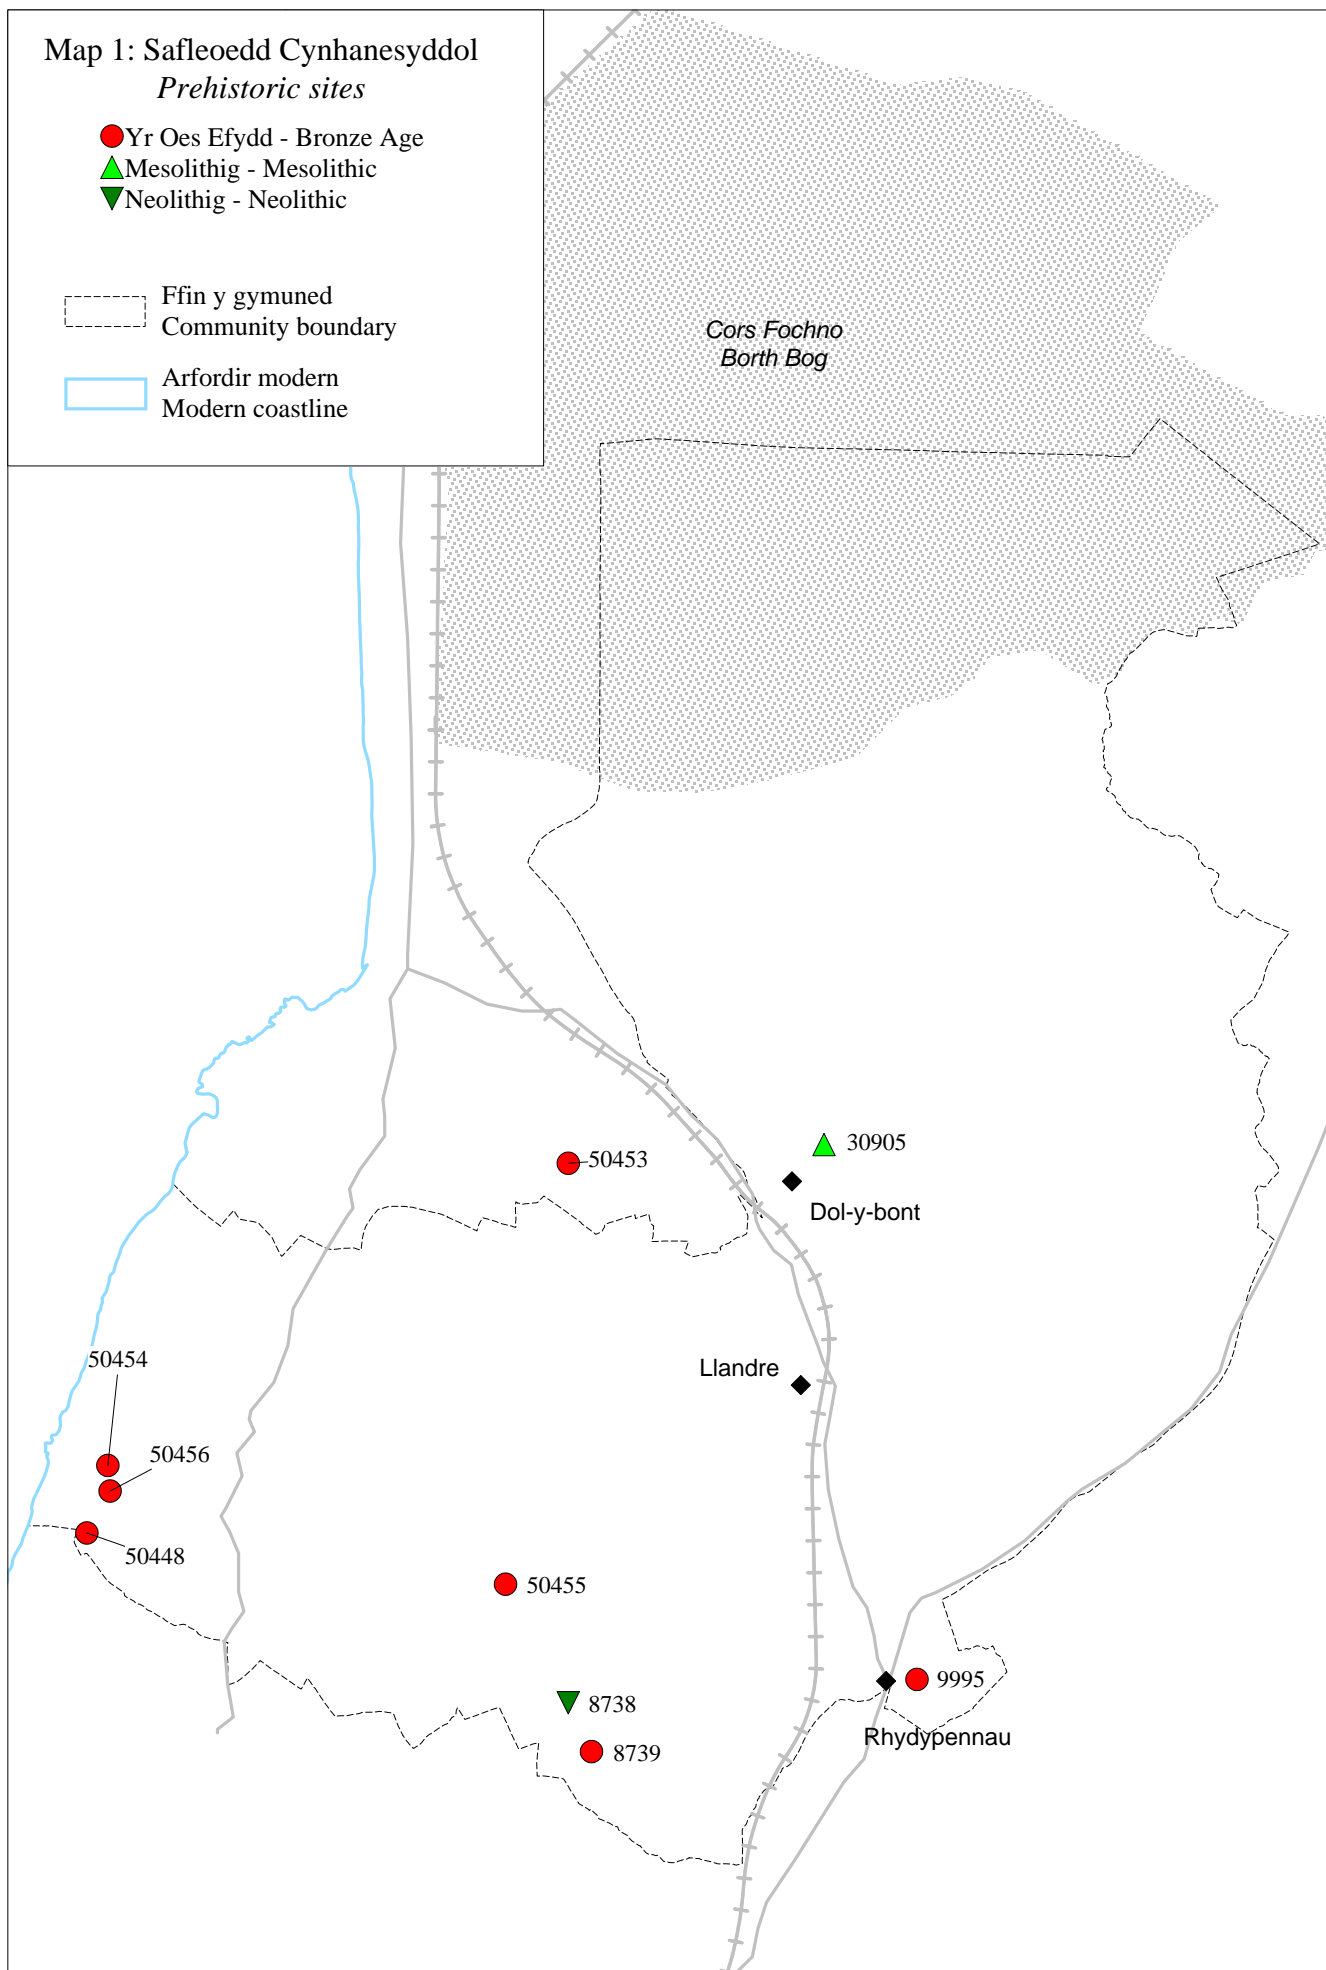 Map 1: Safleoedd Cynhanesyddol
Prehistoric sites
Yr Oes Efydd - Bronze Age
Mesolithig - Mesolithic
Neolithig - Neolithic
Ffin y gymuned
Community boundary
Arfordir modern
Modern coastline
Cors Fochno
Borth Bog
30905
50453
Dol-y-bont
50454
Llandre
50456
50448
50455
9995
8738
Rhydypennau
8739